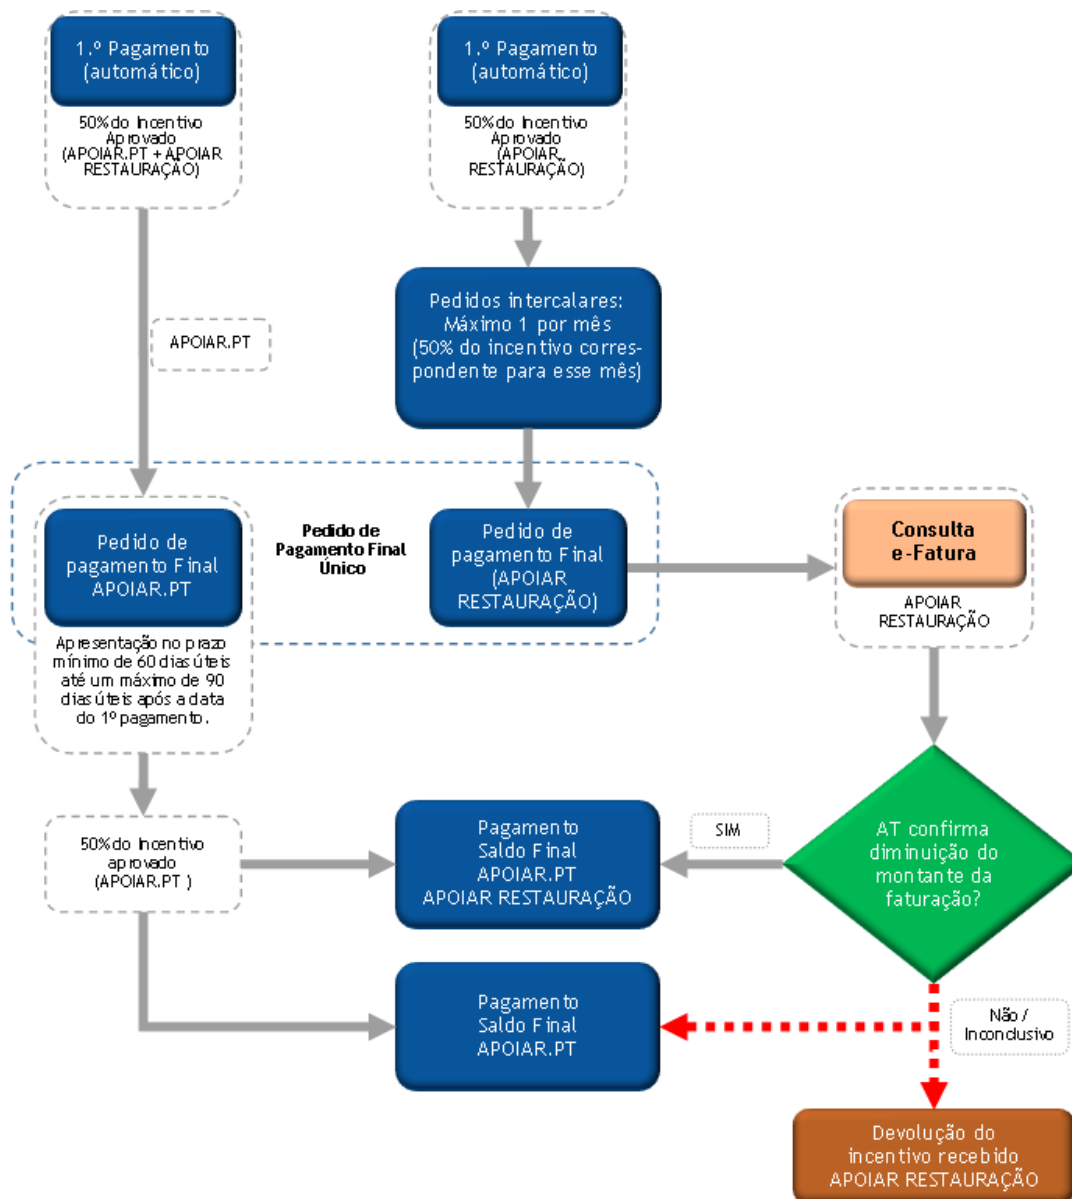 1.º Pagamento
(automático)
50% do Incentivo
Aprovado
(APOIAR.PT + APOIAR
RESTAURAÇÃO)
1.º Pagamento
(automático)
50% do Incentivo
Aprovado
(APOIAR
RESTAURAÇÃO)
Pedidos intercalares:
Máximo 1 por mês
(50% do incentivo corres-
pondente para esse mês)
APOIAR.PT
Pedido de
pagamento Final
APOIAR.PT
Apresentação no prazo
mínimo de 60 dias úteis
até um máximo de 90
dias úteis após a data
do 1º pagamento.
Pedido de
Pagamento Final
Único
Pedido de
pagamento Final
(APOIAR
RESTAURAÇÃO)
Consulta
e-Fatura
APOIAR
RESTAURAÇÃO
50% do Incentivo
aprovado
(APOIAR.PT )
Pagamento
Saldo Final
APOIAR.PT
APOIAR RESTAURAÇÃO
SIM
AT confirma
diminuição do
montante da
faturação?
Pagamento
Saldo Final
APOIAR.PT
Não /
Inconclusivo
Devolução do
incentivo recebido
APOIAR RESTAURAÇÃO